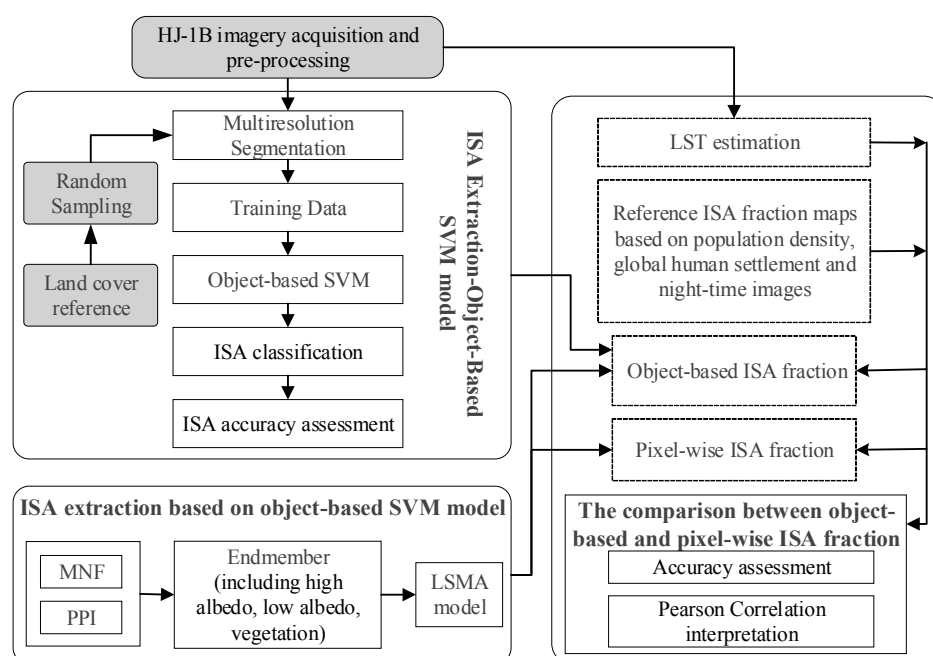 HJ-1B imagery acquisition and
pre-processing
Multiresolution
Segmentation
Random
Sampling
Training Data
Land cover
reference
Object-based SVM
ISA classification
ISA accuracy assessment
ISA Extraction-Object-Based
SVM model
LST estimation
Reference ISA fraction maps
based on population density,
global human settlement and
night-time images
Object-based ISA fraction
Pixel-wise ISA fraction
ISA extraction based on object-based SVM model
MNF
PPI
Endmember
(including high
albedo, low albedo,
vegetation)
LSMA
model
The comparison between object-
based and pixel-wise ISA fraction
Accuracy assessment
Pearson Correlation
interpretation